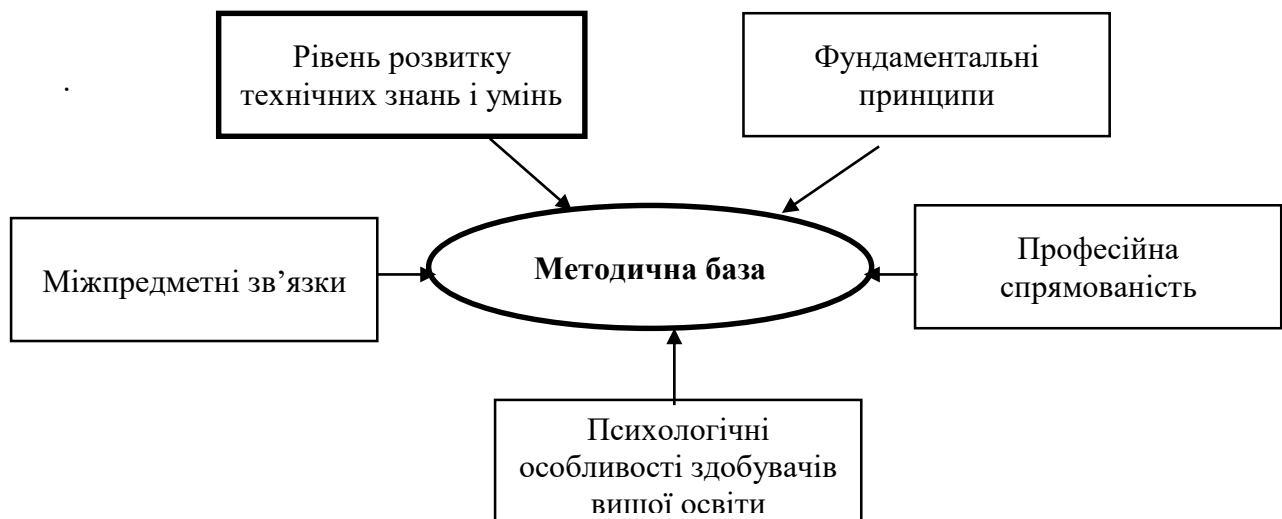 Рівень розвитку
технічних знань і умінь
Фундаментальні
принципи
.
Міжпредметні зв’язки
Методична база
Професійна
спрямованість
Психологічні
особливості здобувачів
вищої освіти